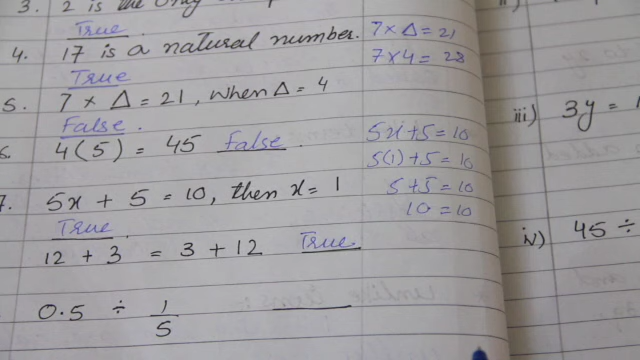 3. 2 is the only
True.
4. 17 is a natural number. 7 × Δ = 21
True 7 × 4 = 28
5. 7 × Δ = 21, when Δ = 4
False.
6. 4(5) = 45 False
5x + 5 = 10
5(1) + 5 = 10
7. 5x + 5 = 10, then x = 1 5 + 5 = 10
True. 10 = 10
12 + 3 = 3 + 12 True
0.5 ÷ 1/5
iii) 3y =
iv) 45 ÷